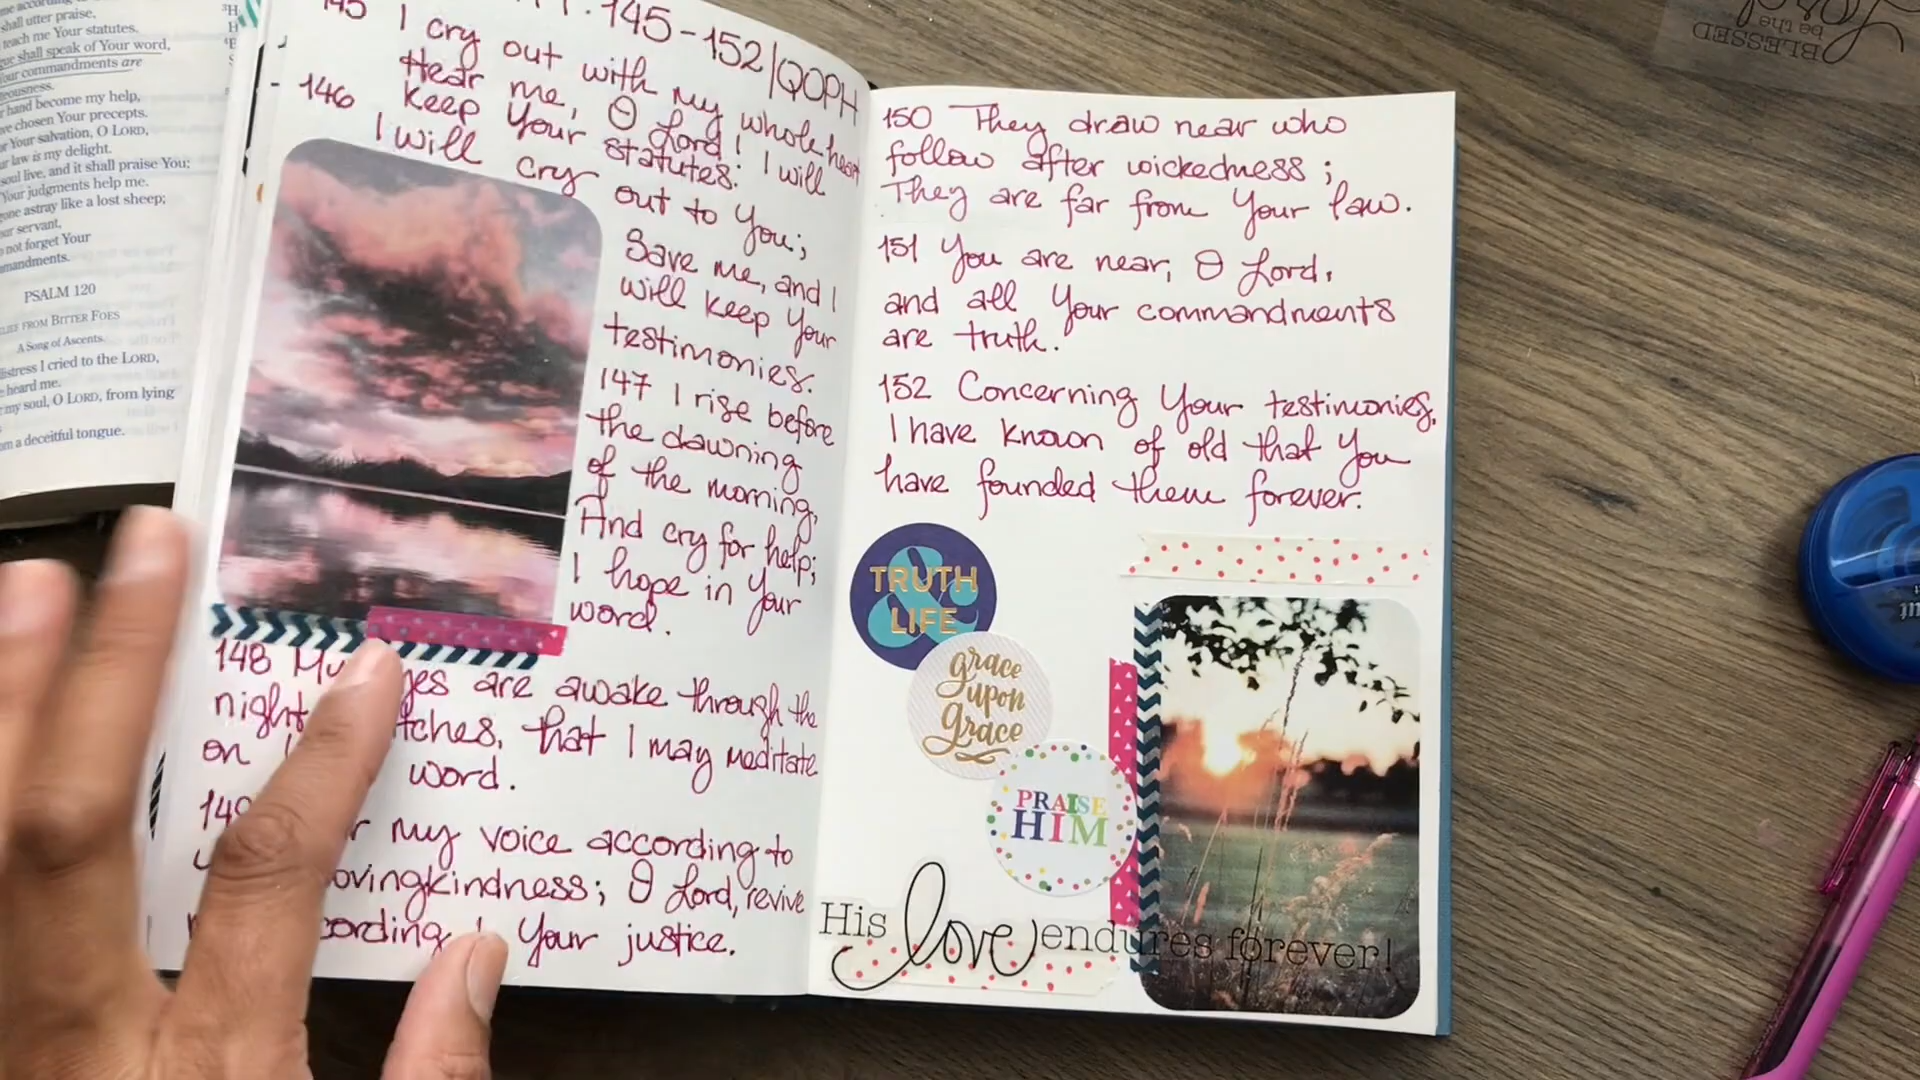 shall utter praise,
teach me Your statutes.
shall speak of Your word,
Your commandments are
hand become my help,
chosen Your precepts.
Your salvation, O LORD,
law is my delight.
soul live, and it shall praise You;
Your judgments help me.
gone astray like a lost sheep;
servant,
not forget Your
PSALM 120
FROM BITTER FOES
A Song of Ascents.
distress I cried to the LORD,
heard me.
my soul, O LORD, from lying
a deceitful tongue.
145-152 | QOPH
145 I cry out with my whole heart
Hear me, O Lord! I will
keep Your statutes.
146 I will cry out to You;
Save me, and I
will keep Your
testimonies.
147 I rise before
the dawning
of the morning,
And cry for help;
I hope in Your
word.
148 My eyes are awake through the
night watches, that I may meditate
on word.
my voice according to
lovingkindness; O Lord, revive
according Your justice.
150 They draw near who
follow after wickedness;
They are far from Your law.
151 You are near, O Lord,
and all Your commandments
are truth.
152 Concerning Your testimonies,
I have known of old that You
have founded them forever.
TRUTH
&
LIFE
grace
upon
grace
PRAISE
HIM
His love endures forever!
BLESSED
be the